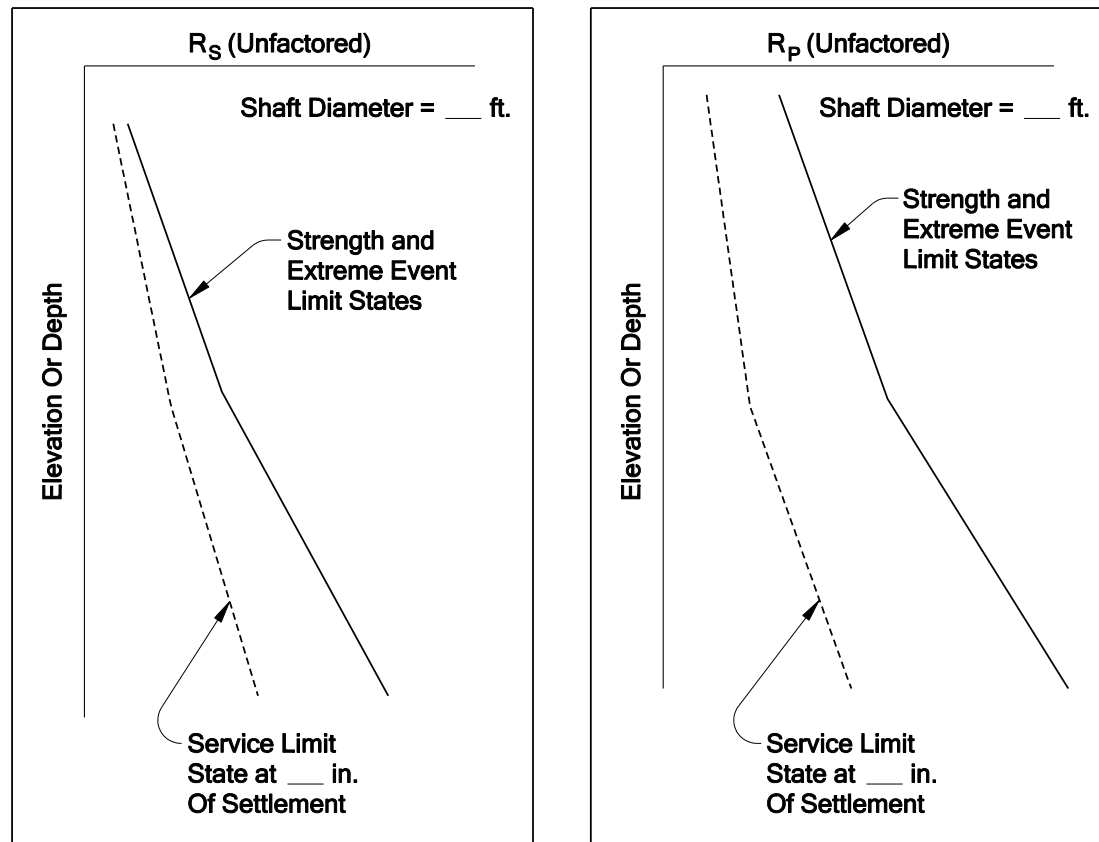 R_S (Unfactored)
Shaft Diameter = ___ ft.
Strength and
Extreme Event
Limit States
Elevation Or Depth
Service Limit
State at ___ in.
Of Settlement
R_P (Unfactored)
Shaft Diameter = ___ ft.
Strength and
Extreme Event
Limit States
Elevation Or Depth
Service Limit
State at ___ in.
Of Settlement